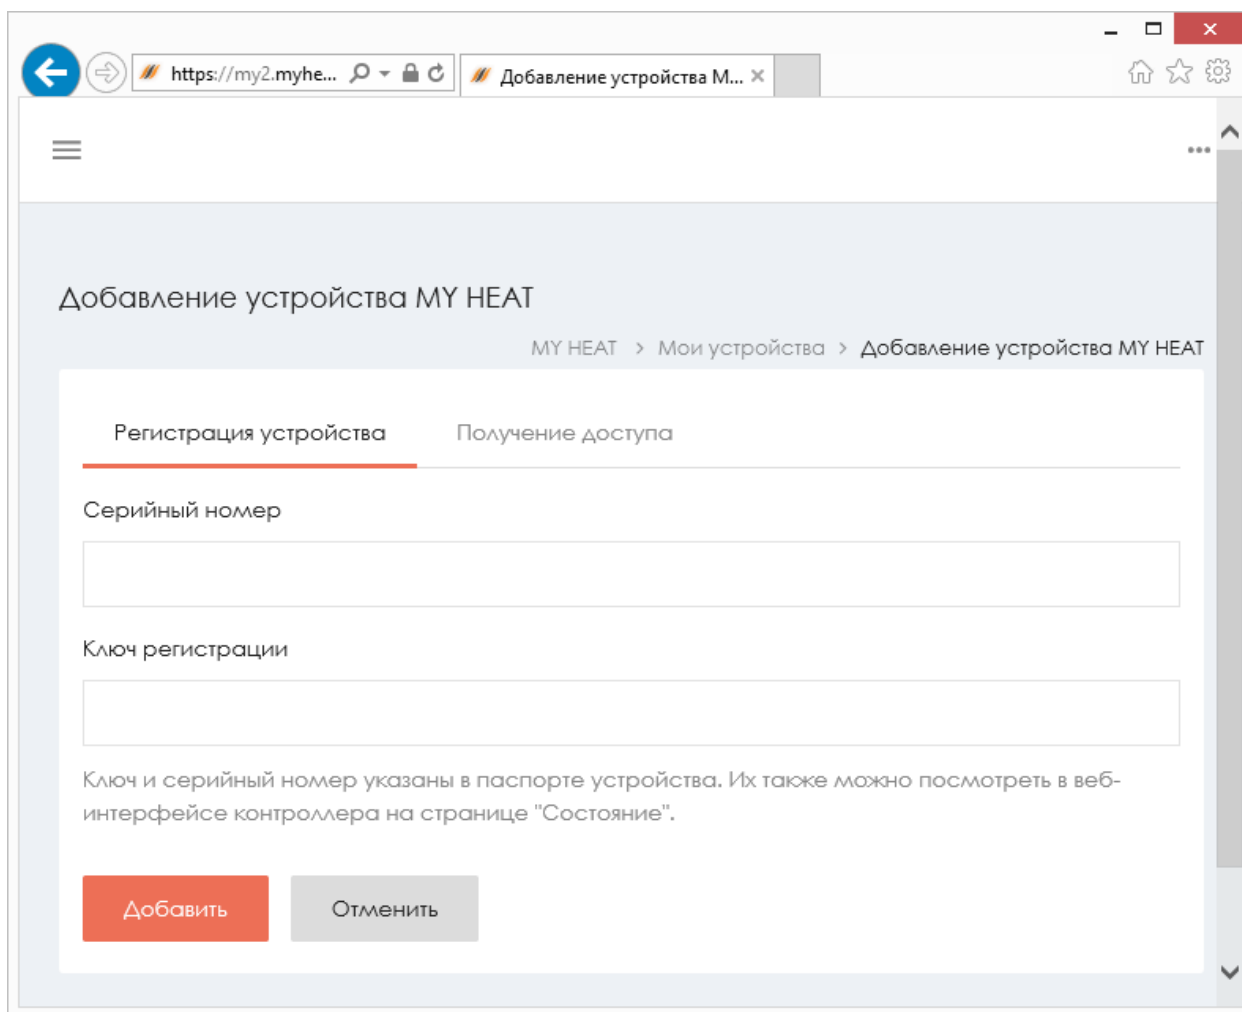 https://my2.myhe... Добавление устройства M...
Добавление устройства MY HEAT
MY HEAT > Мои устройства > Добавление устройства MY HEAT
Регистрация устройства Получение доступа
Серийный номер
Ключ регистрации
Ключ и серийный номер указаны в паспорте устройства. Их также можно посмотреть в веб-
интерфейсе контроллера на странице "Состояние".
Добавить Отменить